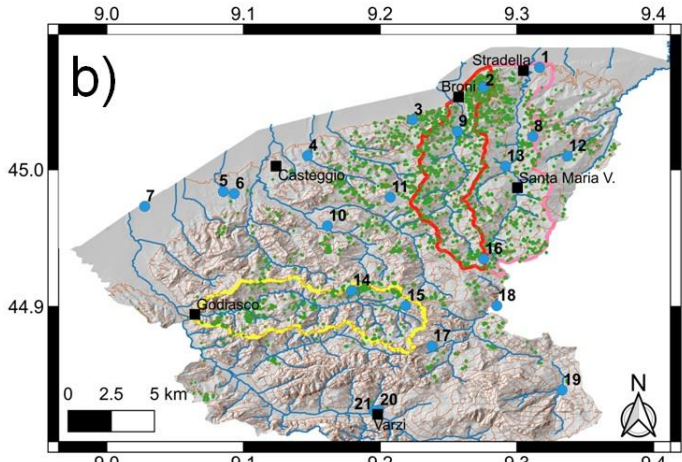 9.0 9.1 9.2 9.3 9.4
b)
Stradella
1
Broni
2
3
9
8
4
45.0
Casteggio
13
12
5 6
Santa Maria V.
7
11
10
16
14
15
18
44.9
Godiasco
17
0 2.5 5 km
N
19
21 20
Varzi
9.0 9.1 9.2 9.3 9.4